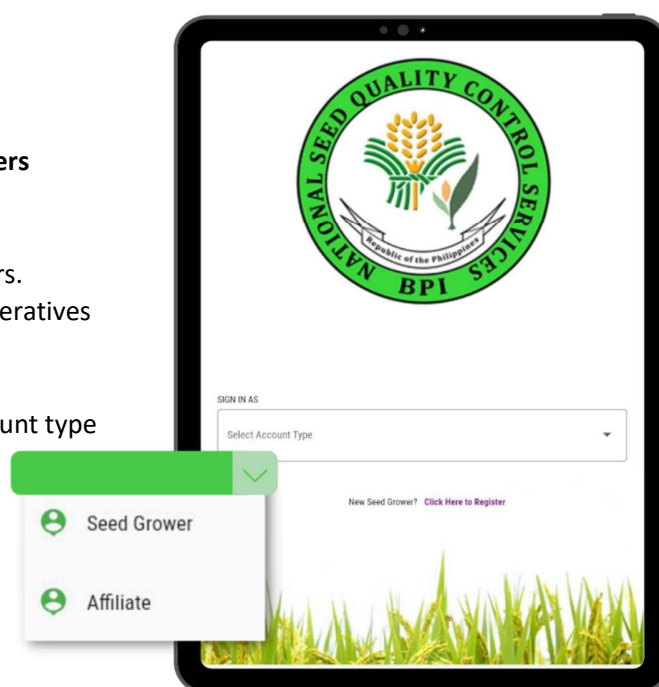 ers
rs.
eratives
unt type
NATIONAL SEED QUALITY CONTROL SERVICES
Republic of the Philippines
BPI
SIGN IN AS
Select Account Type
Seed Grower
Affiliate
New Seed Grower? Click Here to Register